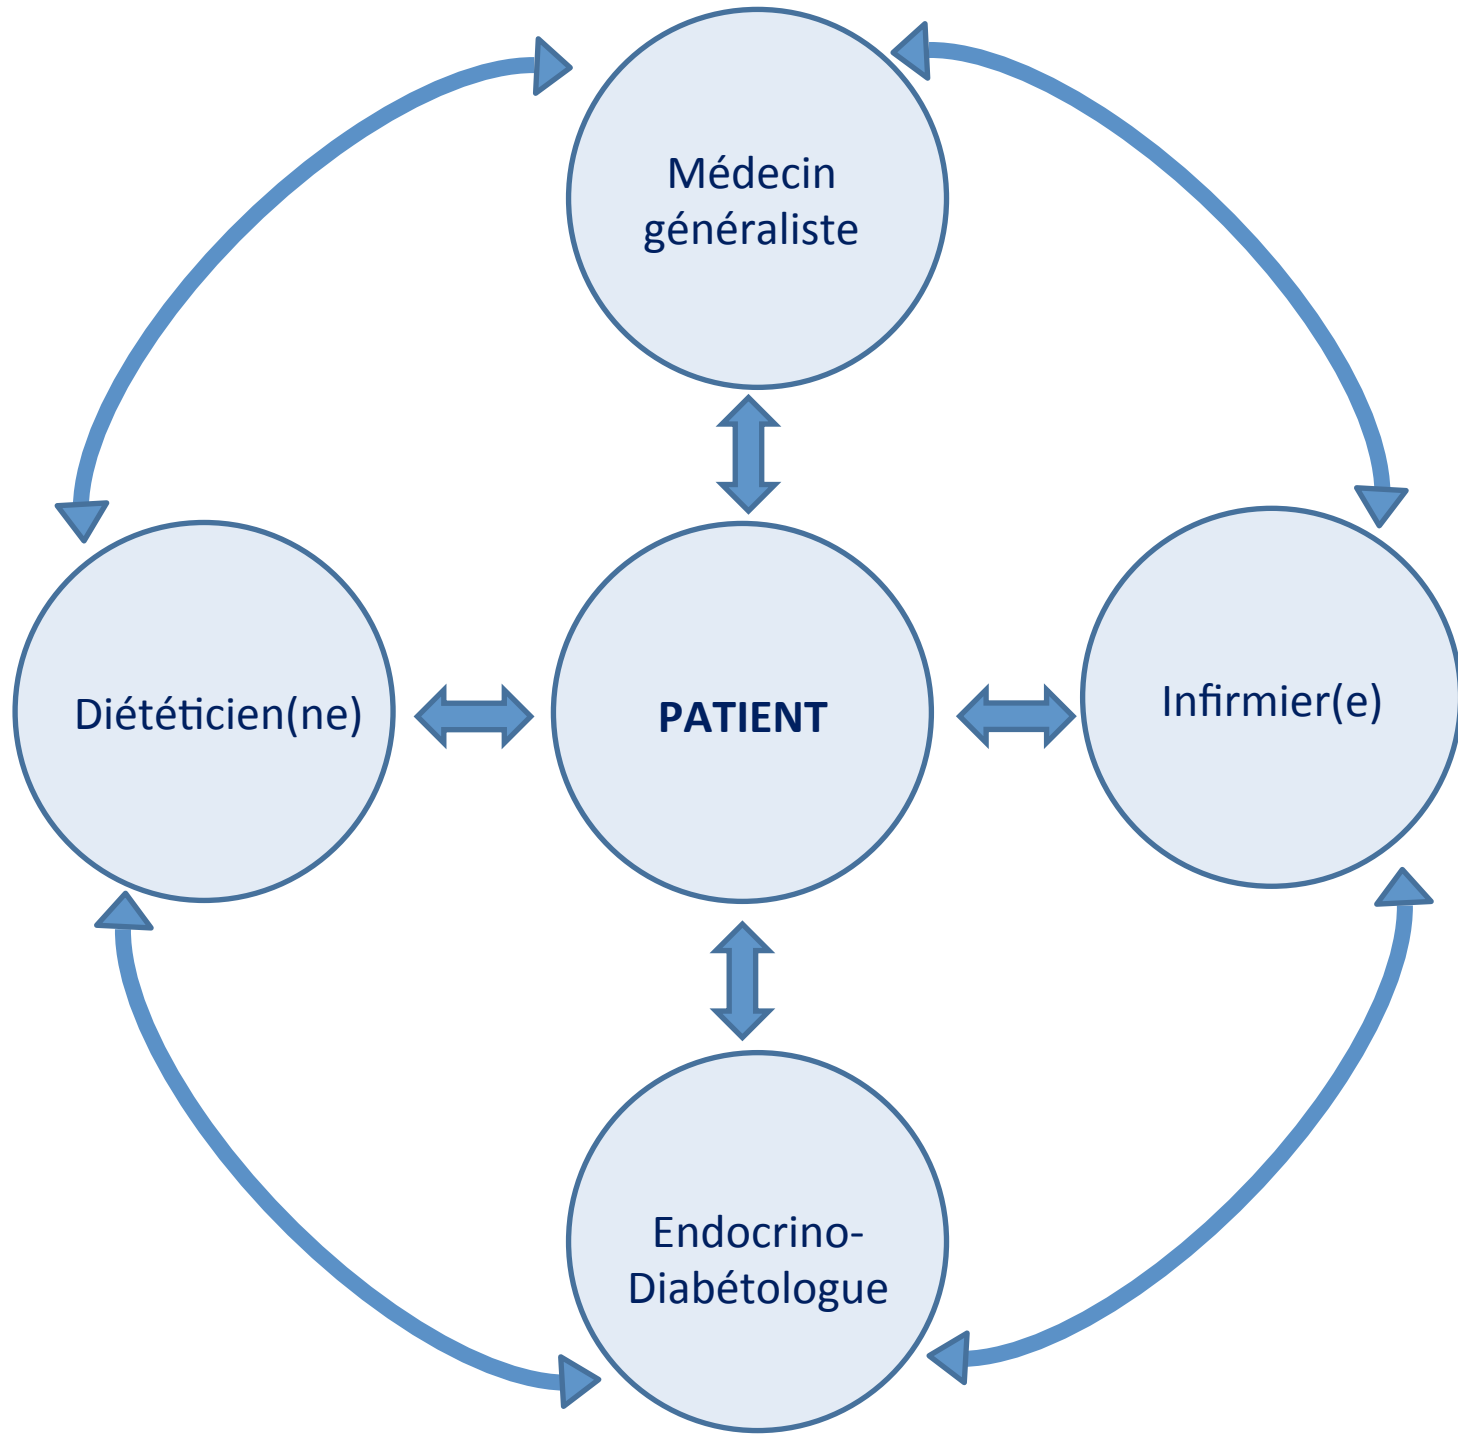 Médecin
généraliste
Diététicien(ne)
PATIENT
Infirmier(e)
Endocrino-
Diabétologue